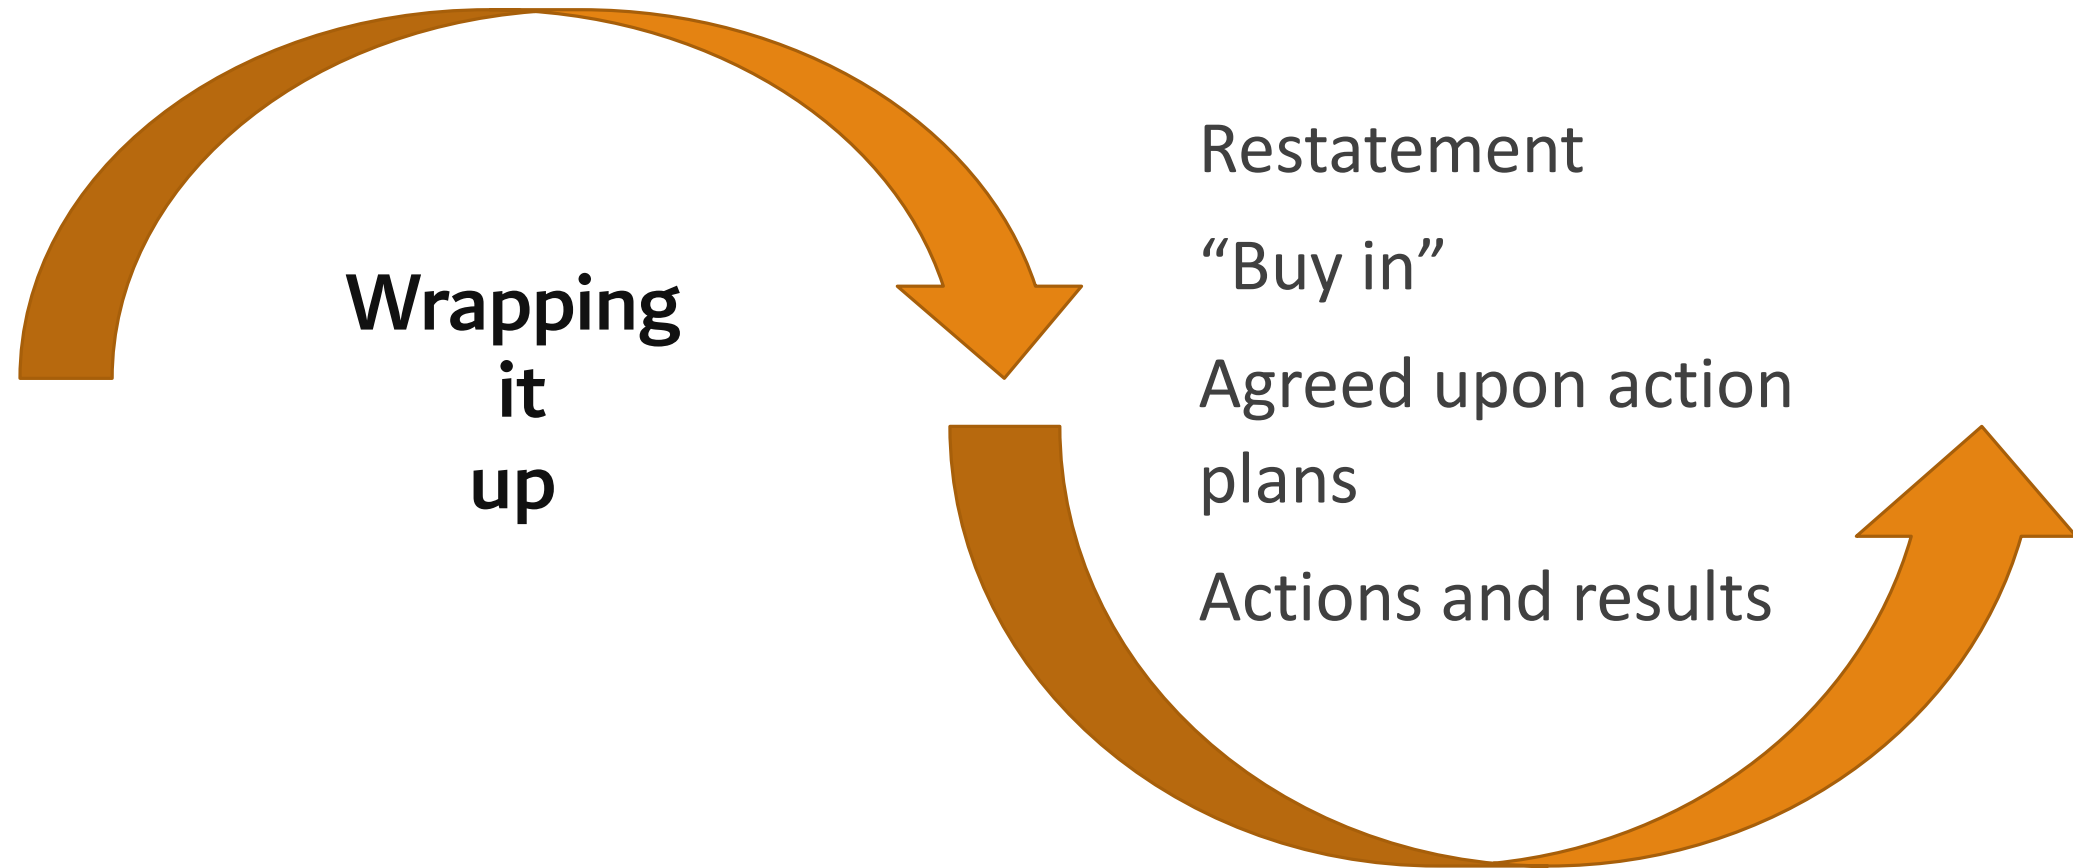 Wrapping
it
up
Restatement
“Buy in”
Agreed upon action
plans
Actions and results